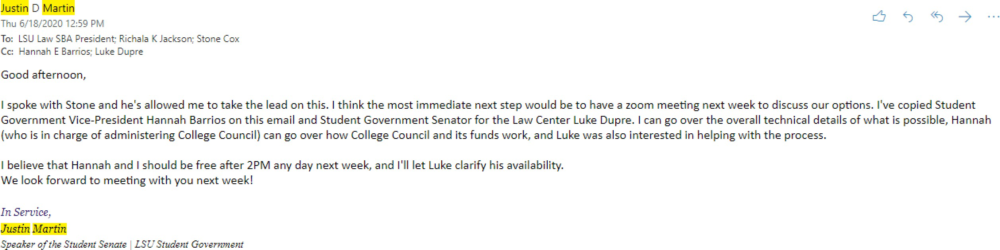 Justin D Martin
Thu 6/18/2020 12:59 PM
To: LSU Law SBA President; Richala K Jackson; Stone Cox
Cc: Hannah E Barrios; Luke Dupre
Good afternoon,
I spoke with Stone and he's allowed me to take the lead on this. I think the most immediate next step would be to have a zoom meeting next week to discuss our options. I've copied Student
Government Vice-President Hannah Barrios on this email and Student Government Senator for the Law Center Luke Dupre. I can go over the overall technical details of what is possible, Hannah
(who is in charge of administering College Council) can go over how College Council and its funds work, and Luke was also interested in helping with the process.
I believe that Hannah and I should be free after 2PM any day next week, and I'll let Luke clarify his availability.
We look forward to meeting with you next week!
In Service,
Justin Martin
Speaker of the Student Senate | LSU Student Government